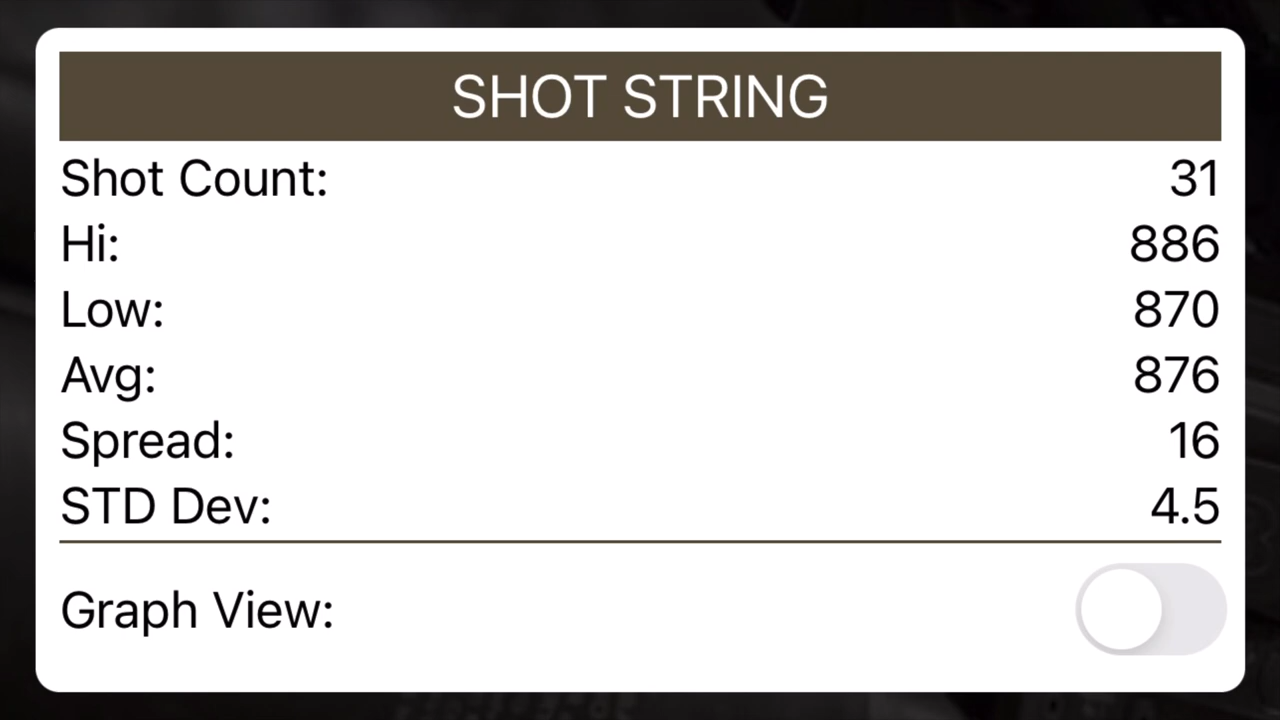 SHOT STRING
Shot Count: 31
Hi: 886
Low: 870
Avg: 876
Spread: 16
STD Dev: 4.5
Graph View: